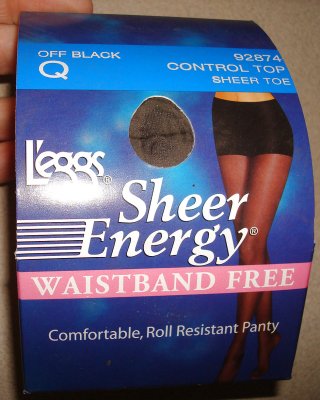 OFF BLACK
Q
92874
CONTROL TOP
SHEER TOE
L'eggs®
Sheer
Energy®
WAISTBAND FREE
Comfortable, Roll Resistant Panty